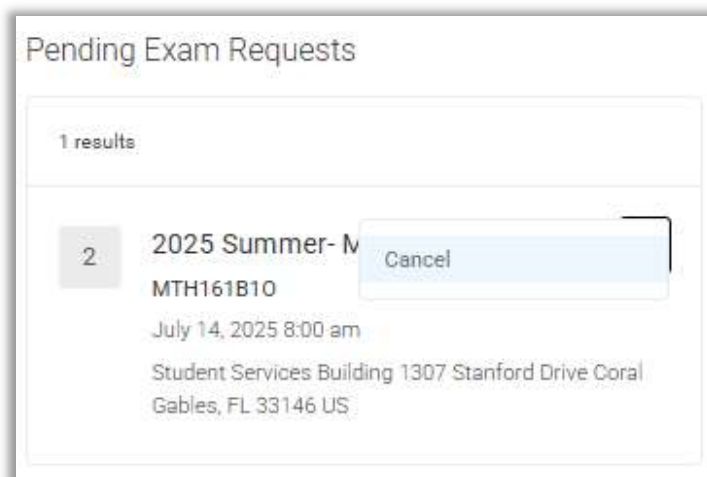 Pending Exam Requests
1 results
2
2025 Summer- M
Cancel
MTH161B1O
July 14, 2025 8:00 am
Student Services Building 1307 Stanford Drive Coral
Gables, FL 33146 US